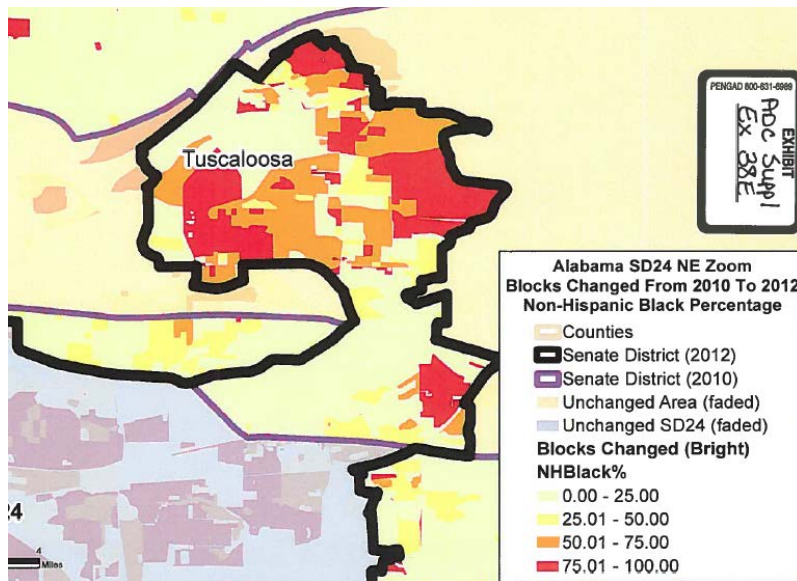 Tuscaloosa
PENGAD 800-631-6989
EXHIBIT
ADC Suppl
EX 38E
Alabama SD24 NE Zoom
Blocks Changed From 2010 To 2012
Non-Hispanic Black Percentage
Counties
Senate District (2012)
Senate District (2010)
Unchanged Area (faded)
Unchanged SD24 (faded)
Blocks Changed (Bright)
NHBlack%
0.00 - 25.00
25.01 - 50.00
50.01 - 75.00
75.01 - 100.00
24
4
Miles